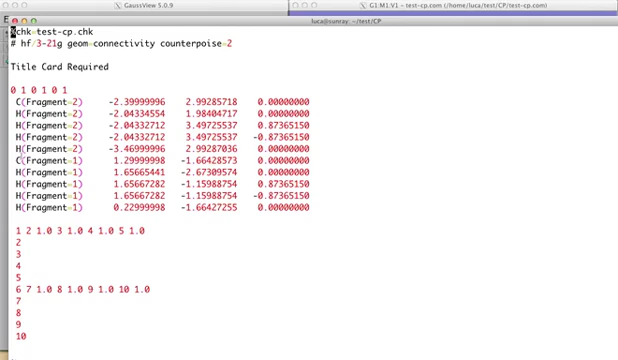 GaussView 5.0.9
G1:M1:V1 - test-cp.com (/home/luca/test/CP/test-cp.com)
luca@sunray: ~/test/CP
%chk=test-cp.chk
# hf/3-21g geom=connectivity counterpoise=2
Title Card Required
0 1 0 1 0 1
C(Fragment=2) -2.39999996 2.99285718 0.00000000
H(Fragment=2) -2.04334554 1.98404717 0.00000000
H(Fragment=2) -2.04332712 3.49725537 0.87365150
H(Fragment=2) -2.04332712 3.49725537 -0.87365150
H(Fragment=2) -3.46999996 2.99287036 0.00000000
C(Fragment=1) 1.29999998 -1.66428573 0.00000000
H(Fragment=1) 1.65665441 -2.67309574 0.00000000
H(Fragment=1) 1.65667282 -1.15988754 0.87365150
H(Fragment=1) 1.65667282 -1.15988754 -0.87365150
H(Fragment=1) 0.22999998 -1.66427255 0.00000000
1 2 1.0 3 1.0 4 1.0 5 1.0
2
3
4
5
6 7 1.0 8 1.0 9 1.0 10 1.0
7
8
9
10